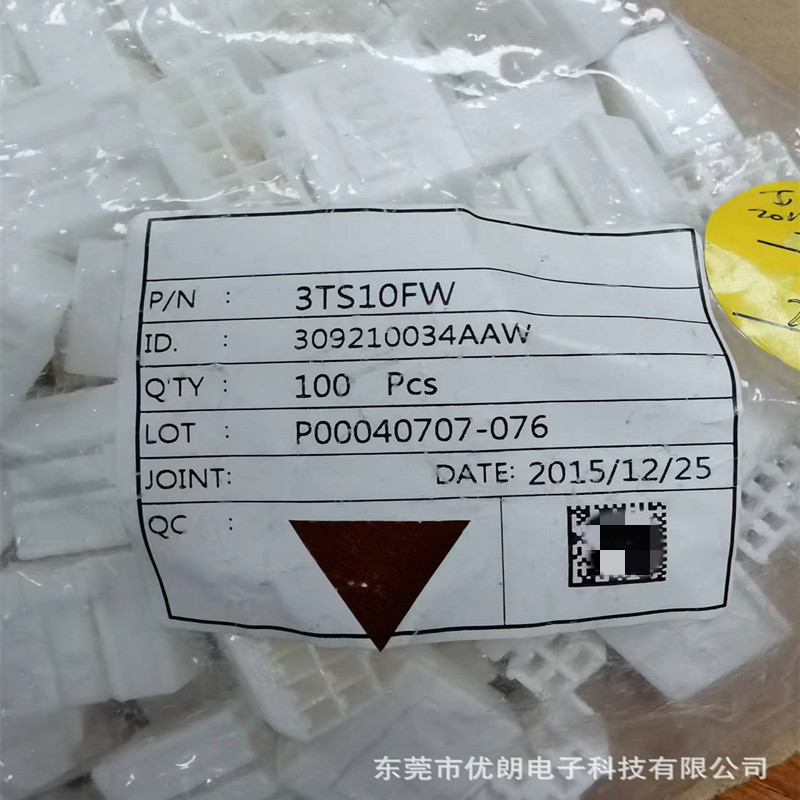 P/N : 3TS10FW
ID. : 309210034AAW
Q'TY : 100 Pcs
LOT : P00040707-076
JOINT: DATE: 2015/12/25
QC :
东莞市优朗电子科技有限公司